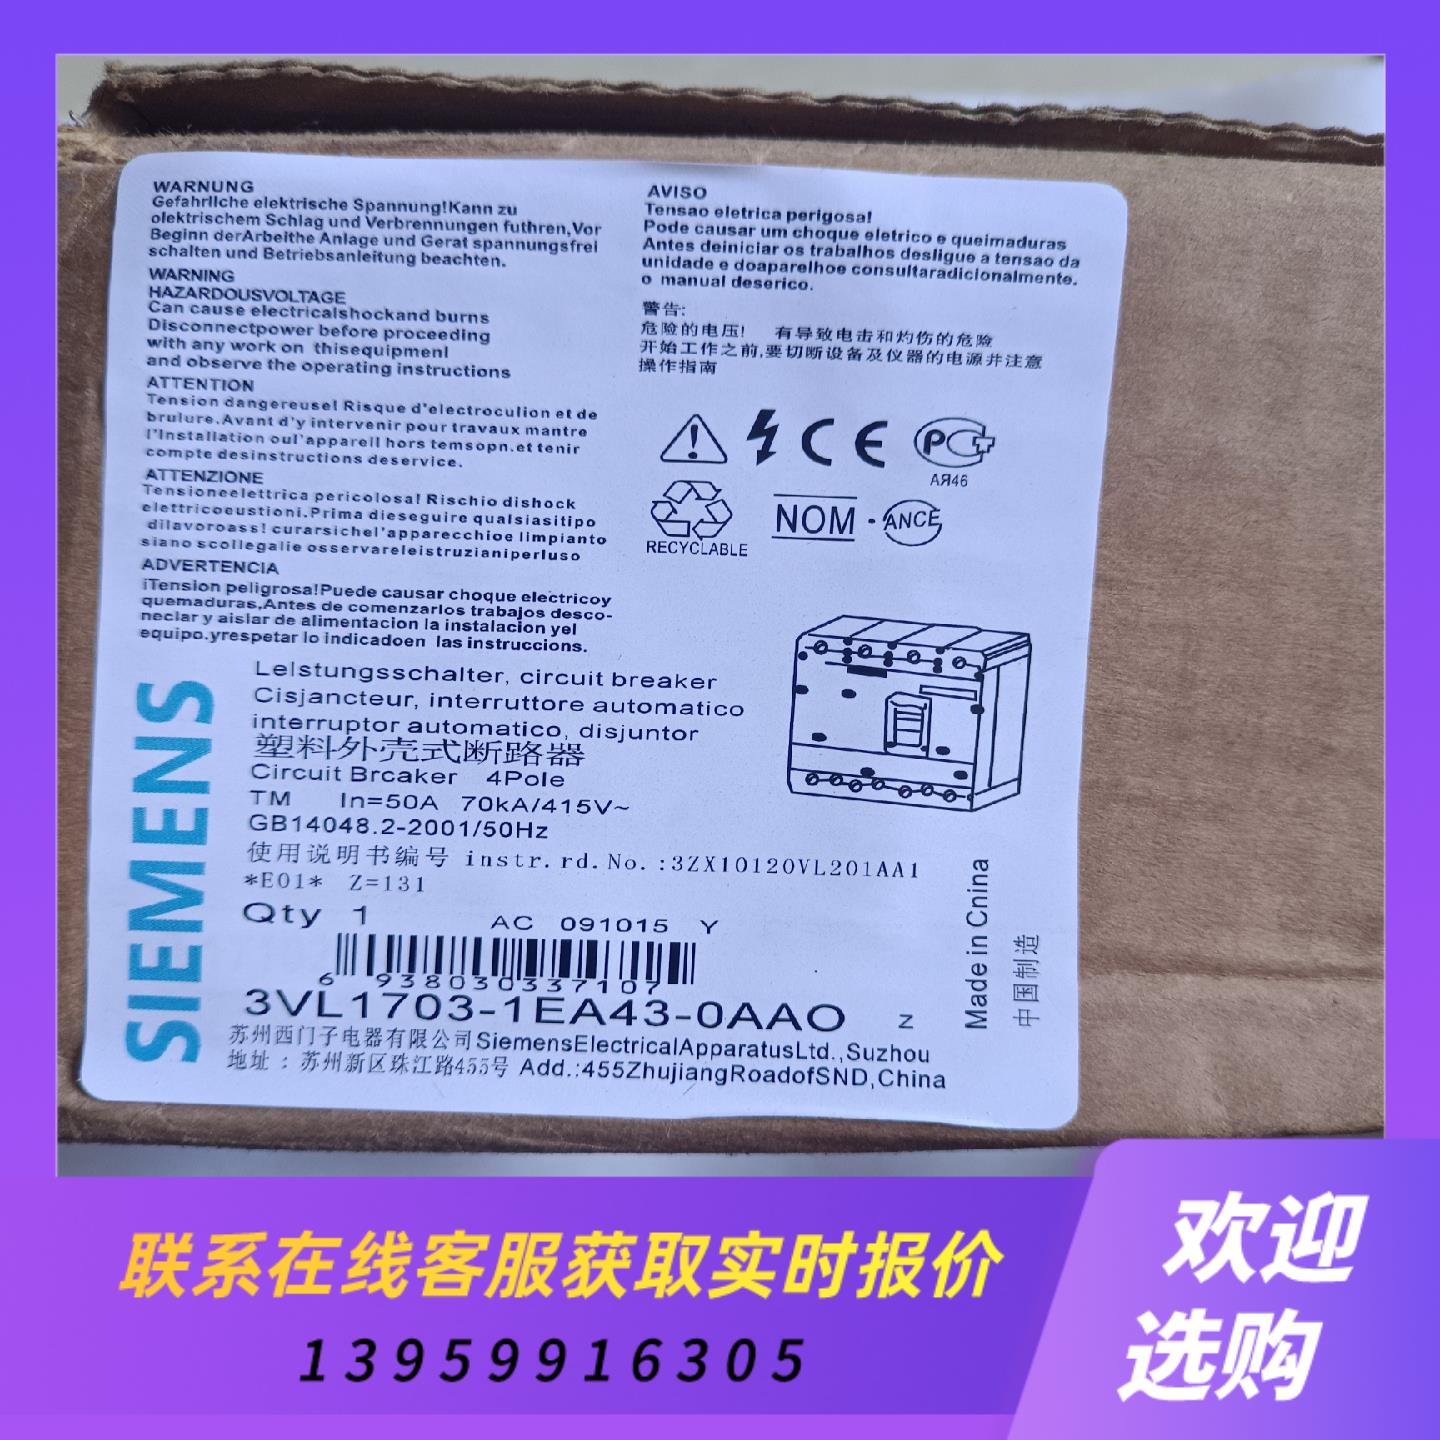 WARNUNG
Gefahrllche elektrische Spannung!Kann zu
olektrischem Schlag und Verbrennungen futhren,Vor
Beginn derArbeithe Anlage und Gerat spannungsfrei
schalten und Betriebsanleitung beachten.
WARNING
HAZARDOUSVOLTAGE
Can cause electricalshockand burns
Disconnectpower before proceeding
with any work on thisequipmenl
and observe the operating instructions
ATTENTION
Tension dangereuse! Risque d'electroculion et de
brulure.Avant d'y intervenir pour travaux mantre
l'Installation oul'appareil hors temsopn.et tenir
compte desinstructions deservice.
ATTENZIONE
Tensioneelettrica pericolosa! Rischio dishock
elettricoeustioni.Prima dieseguire qualsiasitipo
dilavoroass! curarsichel'apparecchioe limpianto
siano scollegalie osservareleistruzianiperluso
ADVERTENCIA
iTension peligrosa!Puede causar choque electricoy
quemaduras,Antes de comenzarlos trabajos desco-
neclar y aislar de alimentacion la instalacion yel
equipo.yrespetar lo indicadoen las instruccions.
AVISO
Tensao eletrica perigosa!
Pode causar um choque eletrico e queimaduras
Antes deiniciar os trabalhos desligue a tensao da
unidade e doaparelhoe consultaradicionalmente.
o manual deserico.
警告:
危险的电压! 有导致电击和灼伤的危险
开始工作之前,要切断设备及仪器的电源并注意
操作指南
CE
РСТ
АЯ46
RECYCLABLE
NOM - ANCE
SIEMENS
Lelstungsschalter, circuit breaker
Cisjancteur, interruttore automatico
interruptor automatico, disjuntor
塑料外壳式断路器
Circuit Brcaker 4Pole
TM In=50A 70kA/415V~
GB14048.2-2001/50Hz
使用说明书编号 instr.rd.No.:3ZX10120VL201AA1
*E01* Z=131
Qty 1 AC 091015 Y
6 938030337107
3VL1703-1EA43-0AAO Z
苏州西门子电器有限公司SiemensElectricalApparatusLtd.,Suzhou
地址：苏州新区珠江路455号 Add.:455ZhujiangRoadofSND,China
Made in China
中国制造
联系在线客服获取实时报价
13959916305
欢迎
选购